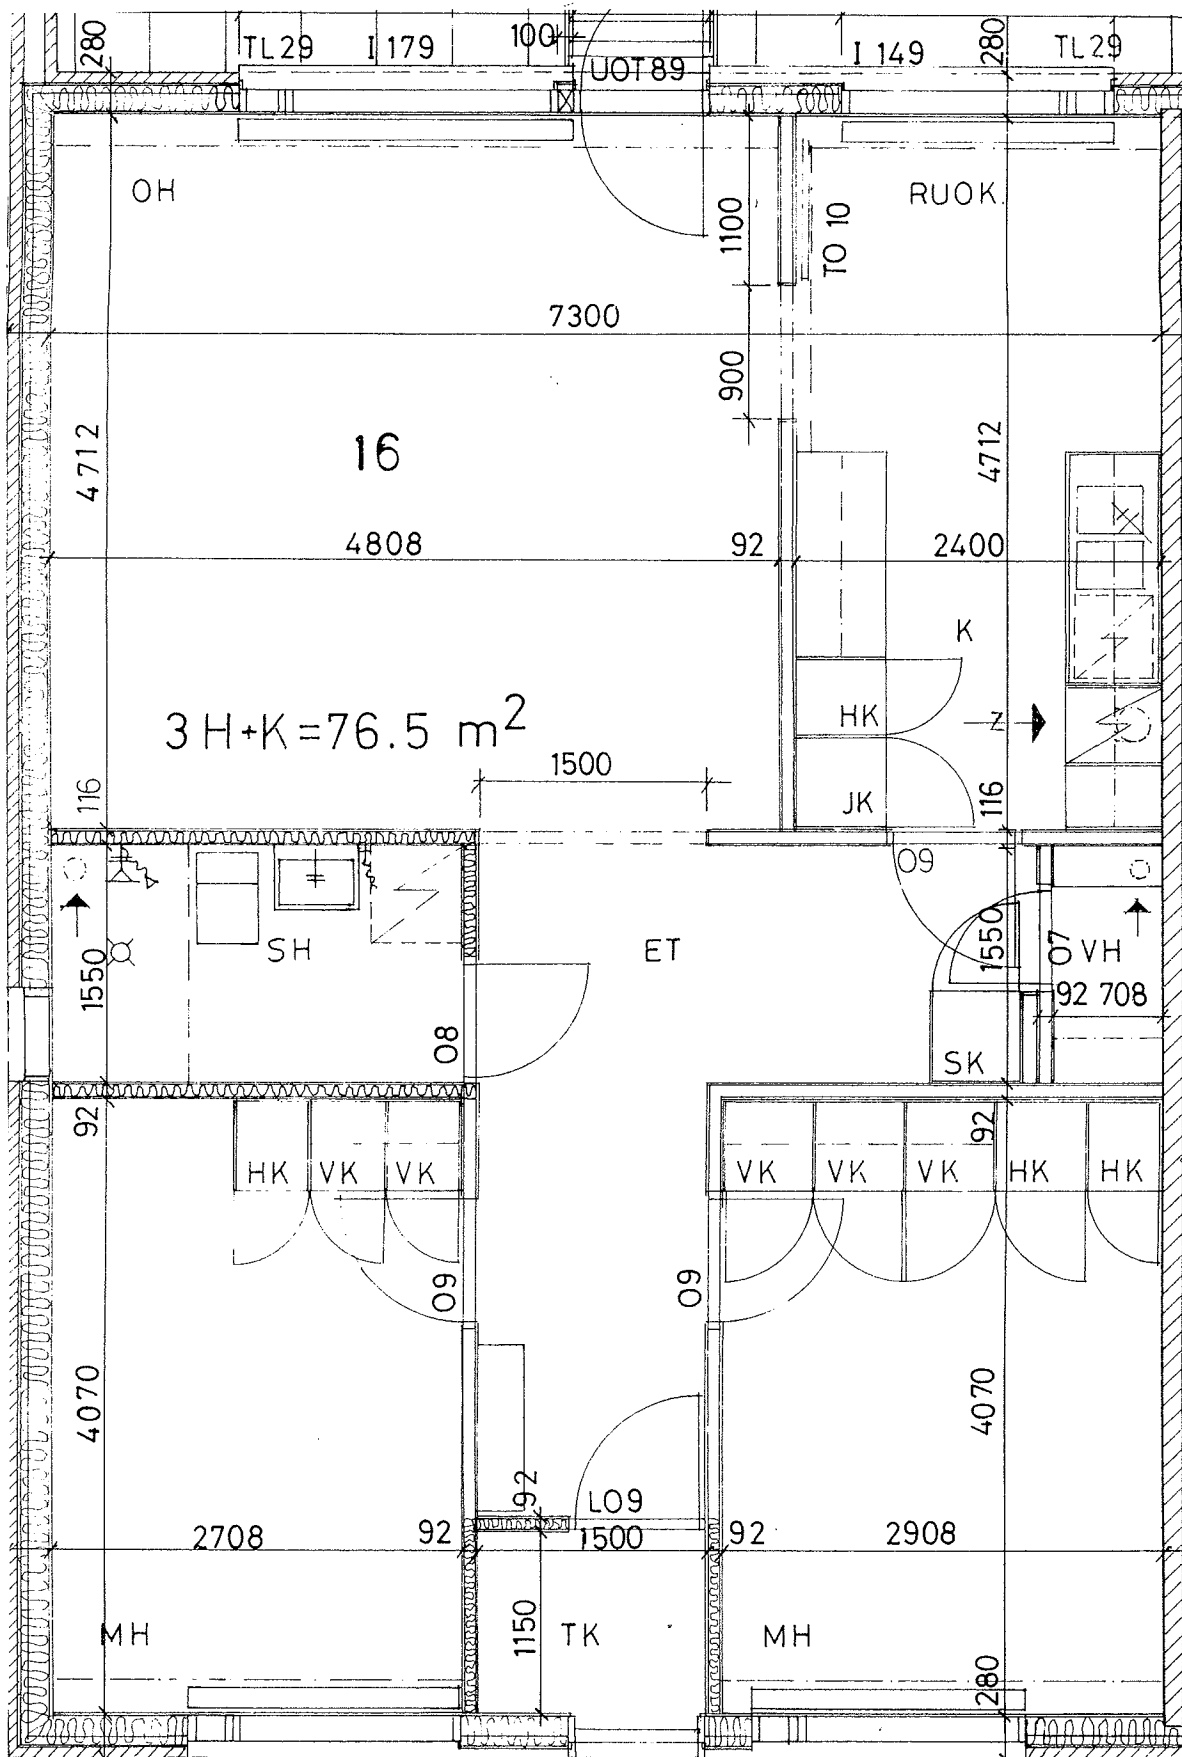 280
TL29
I 179
100
UOT89
I 149
280
TL29
OH
RUOK.
1100
TO 10
7300
900
4712
16
4712
4808
92
2400
K
3H+K=76.5 m²
HK
1500
116
JK
116
O9
SH
ET
1550
O7
VH
1550
92 708
O8
SK
92
92
HK
VK
VK
VK
VK
VK
HK
HK
O9
O9
4070
4070
92
LO9
2708
92
1500
92
2908
1150
MH
TK
MH
280